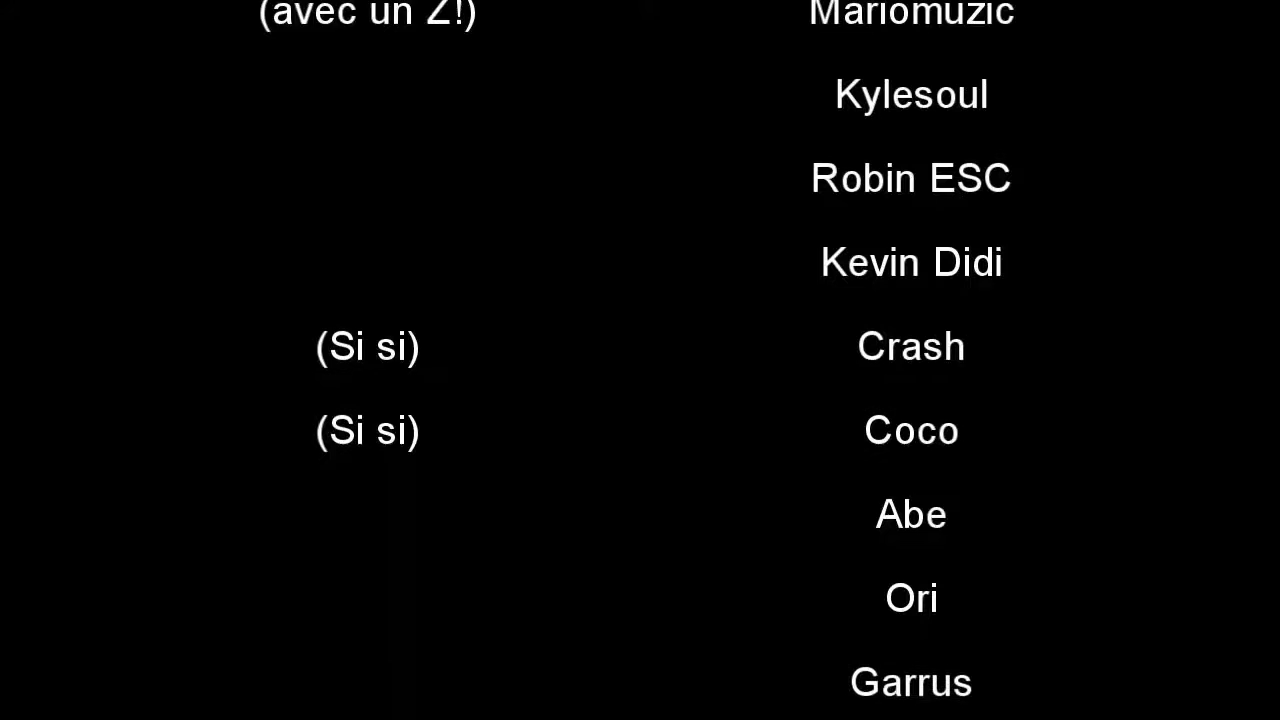 (avec un Z!) Mariomuzic
Kylesoul
Robin ESC
Kevin Didi
(Si si) Crash
(Si si) Coco
Abe
Ori
Garrus